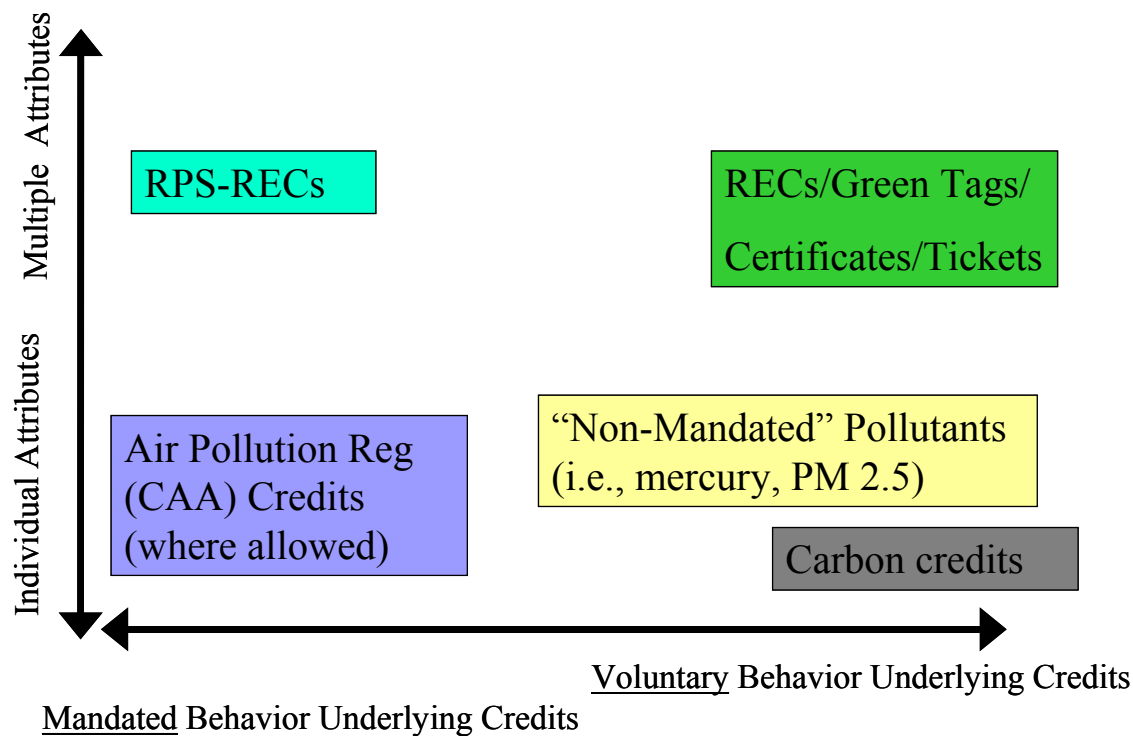 Multiple Attributes
Individual Attributes
RPS-RECs
RECs/Green Tags/
Certificates/Tickets
Air Pollution Reg
(CAA) Credits
(where allowed)
“Non-Mandated” Pollutants
(i.e., mercury, PM 2.5)
Carbon credits
Voluntary Behavior Underlying Credits
Mandated Behavior Underlying Credits